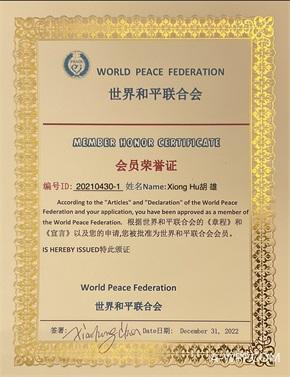 PEACE
WORLD PEACE FEDERATION
世界和平联合会
MEMBER HONOR CERTIFICATE
会员荣誉证
编号ID: 20210430-1 姓名Name:Xiong Hu胡 雄
According to the "Articles" and "Declaration" of the World Peace
Federation and your application, you have been approved as a member of
the World Peace Federation. 根据世界和平联合会的《章程》和
《宣言》以及您的申请,您被批准为世界和平联合会会员。
IS HEREBY ISSUED特此颁证
World Peace Federation
世界和平联合会
签署: Date日期: December 31, 2022